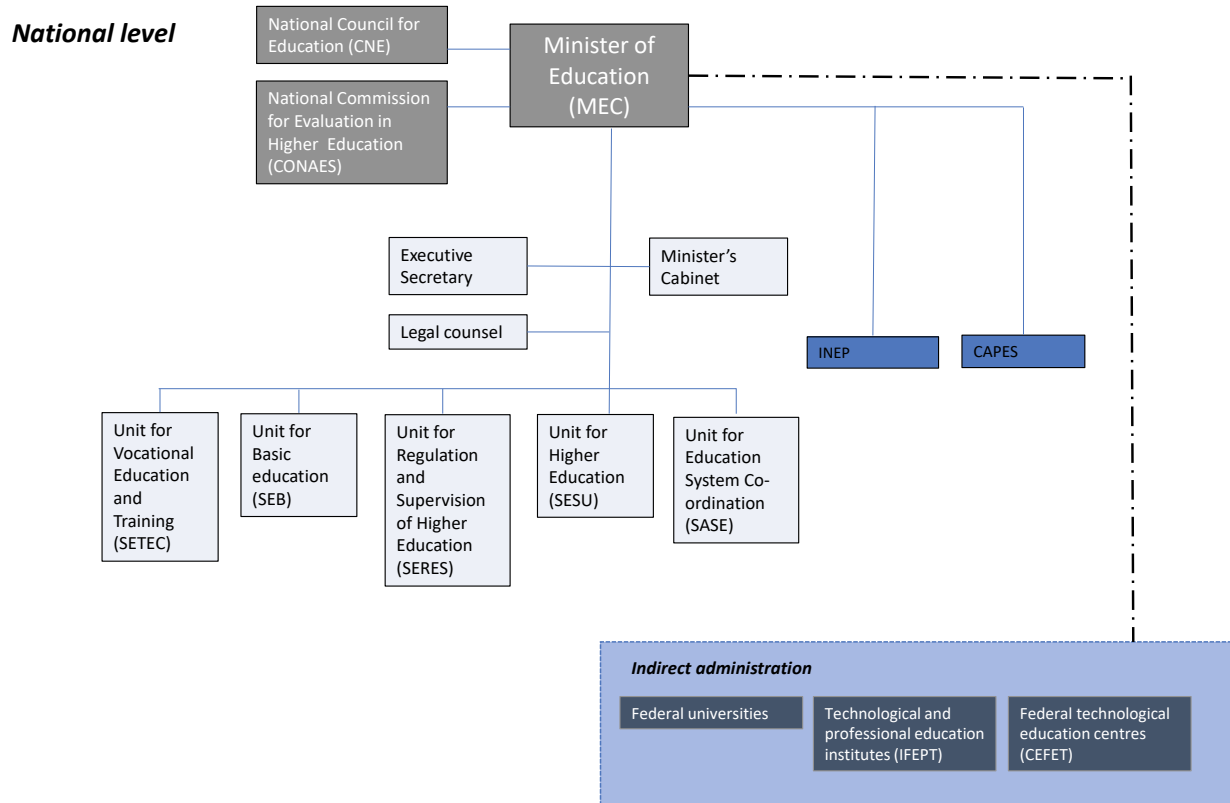 National level
National Council for
Education (CNE)
Minister of
Education
(MEC)
National Commission
for Evaluation in
Higher Education
(CONAES)
Executive
Secretary
Minister's
Cabinet
Legal counsel
INEP
CAPES
Unit for
Vocational
Education
and
Training
(SETEC)
Unit for
Basic
education
(SEB)
Unit for
Regulation
and
Supervision
of Higher
Education
(SERES)
Unit for
Higher
Education
(SESU)
Unit for
Education
System Co-
ordination
(SASE)
Indirect administration
Federal universities
Technological and
professional education
institutes (IFEPT)
Federal technological
education centres
(CEFET)